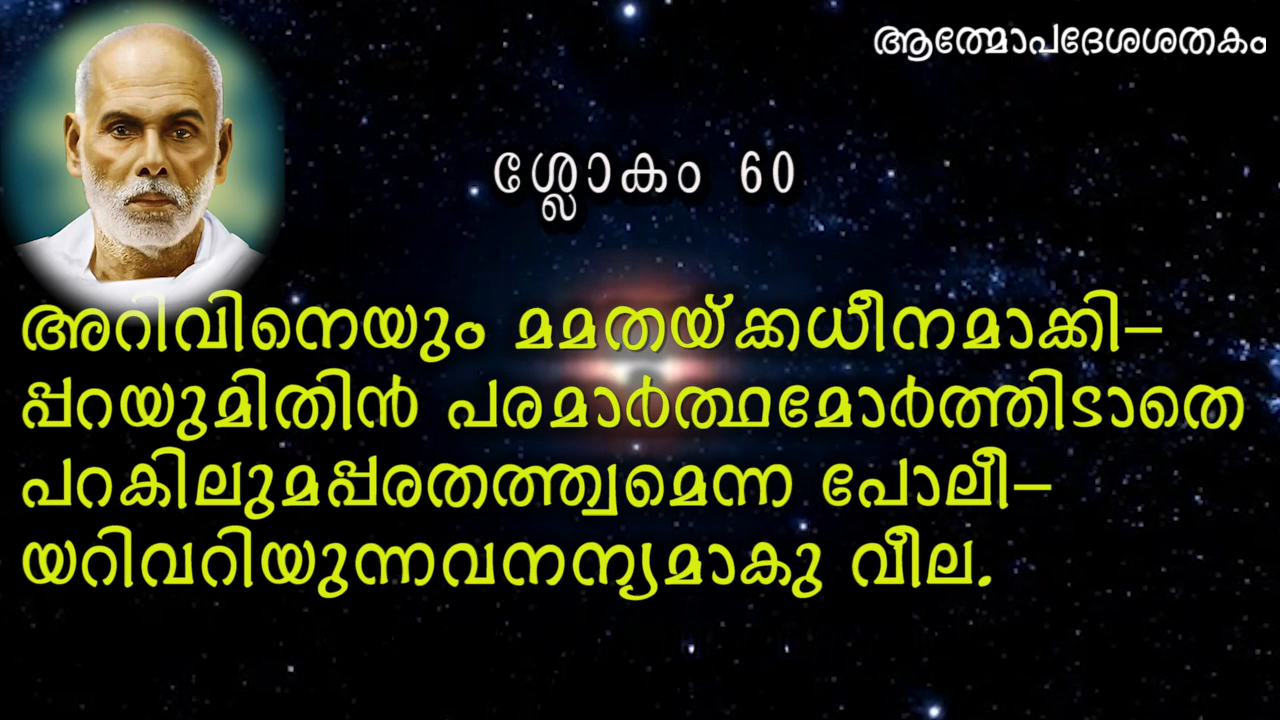 ആത്മോപദേശശതകം
ശ്ലോകം 60
അറിവിനെയും മമതയ്ക്കധീനമാക്കി–
പ്പറയുമിതിൻ പരമാർത്ഥമോർത്തിടാതെ
പറകിലുമപ്പരതത്ത്വമെന്ന പോലീ–
യറിവറിയുന്നവനന്യമാകു വീല.